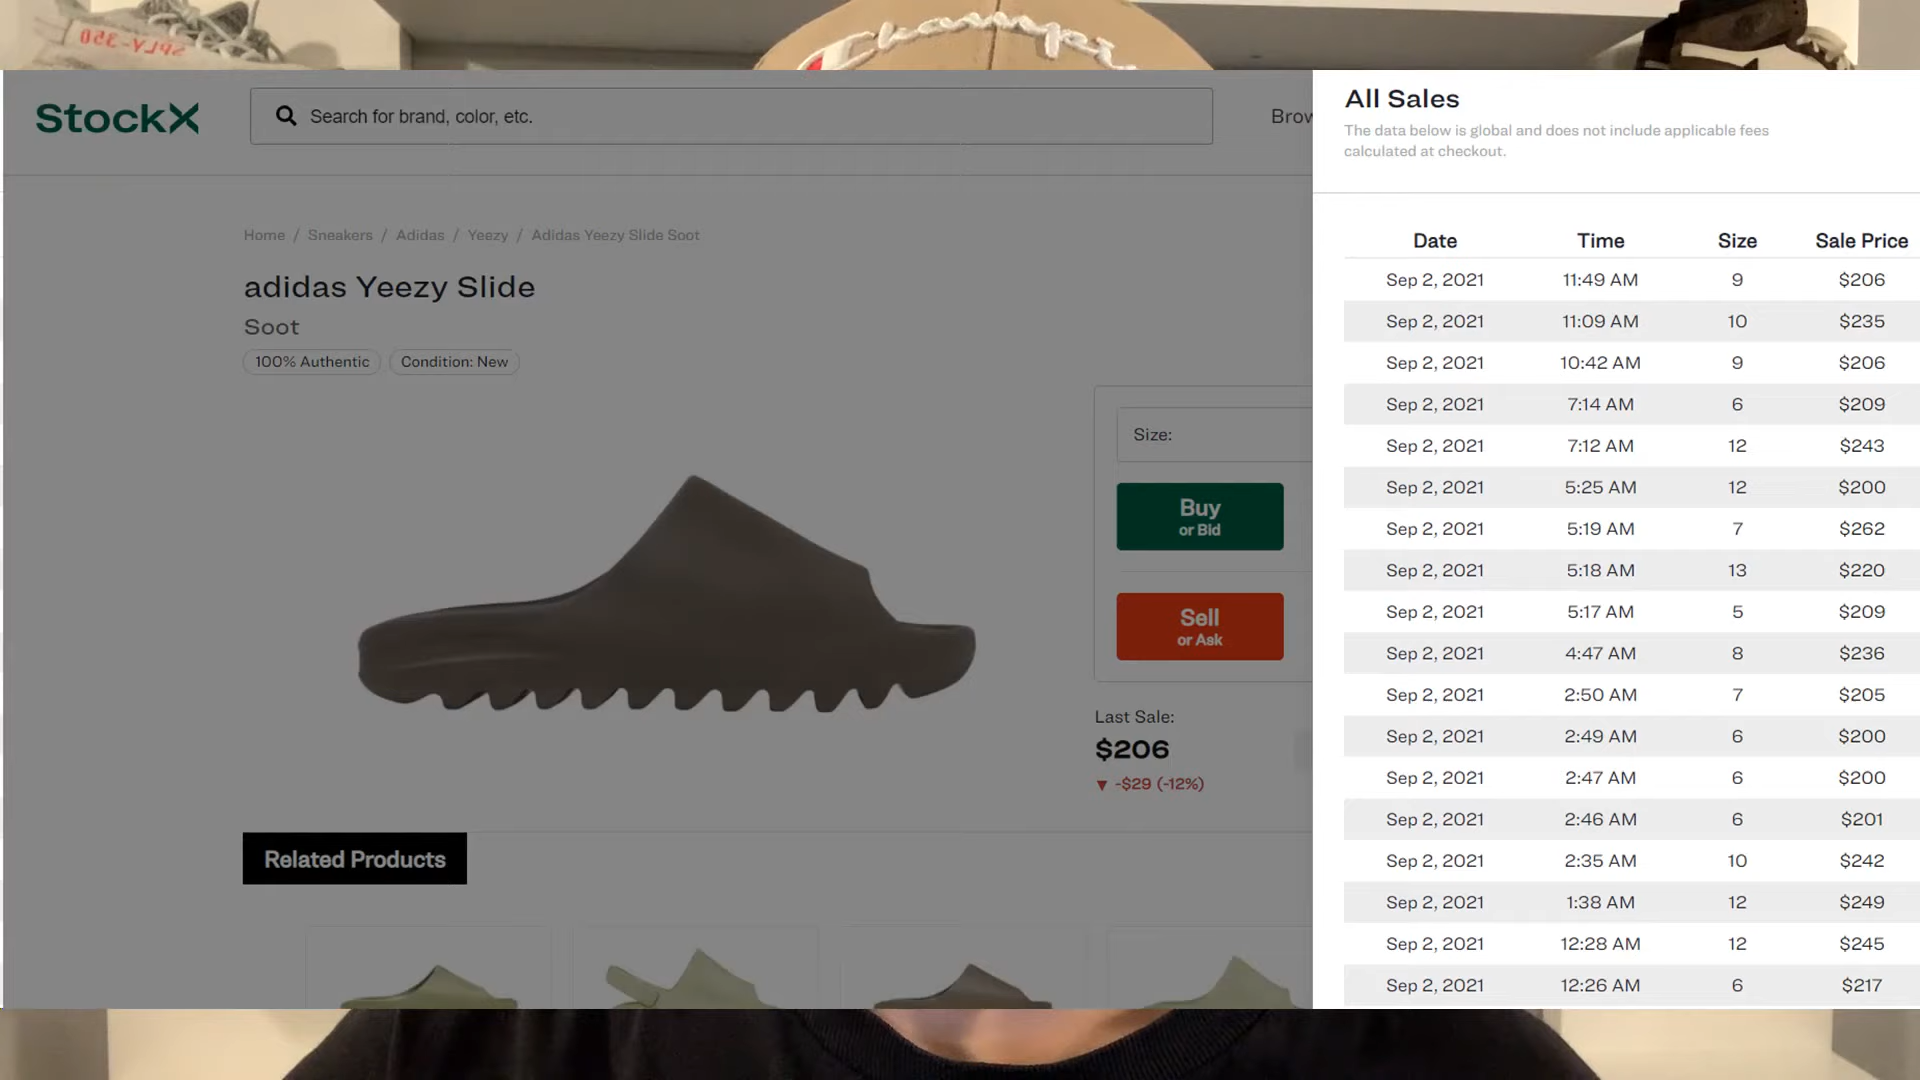 SPLY-350
StockX
Search for brand, color, etc.
Brow
Home / Sneakers / Adidas / Yeezy / Adidas Yeezy Slide Soot
adidas Yeezy Slide
Soot
100% Authentic
Condition: New
Size:
Buy
or Bid
Sell
or Ask
Last Sale:
$206
▼ -$29 (-12%)
Related Products
All Sales
The data below is global and does not include applicable fees
calculated at checkout.
Date Time Size Sale Price
Sep 2, 2021 11:49 AM 9 $206
Sep 2, 2021 11:09 AM 10 $235
Sep 2, 2021 10:42 AM 9 $206
Sep 2, 2021 7:14 AM 6 $209
Sep 2, 2021 7:12 AM 12 $243
Sep 2, 2021 5:25 AM 12 $200
Sep 2, 2021 5:19 AM 7 $262
Sep 2, 2021 5:18 AM 13 $220
Sep 2, 2021 5:17 AM 5 $209
Sep 2, 2021 4:47 AM 8 $236
Sep 2, 2021 2:50 AM 7 $205
Sep 2, 2021 2:49 AM 6 $200
Sep 2, 2021 2:47 AM 6 $200
Sep 2, 2021 2:46 AM 6 $201
Sep 2, 2021 2:35 AM 10 $242
Sep 2, 2021 1:38 AM 12 $249
Sep 2, 2021 12:28 AM 12 $245
Sep 2, 2021 12:26 AM 6 $217